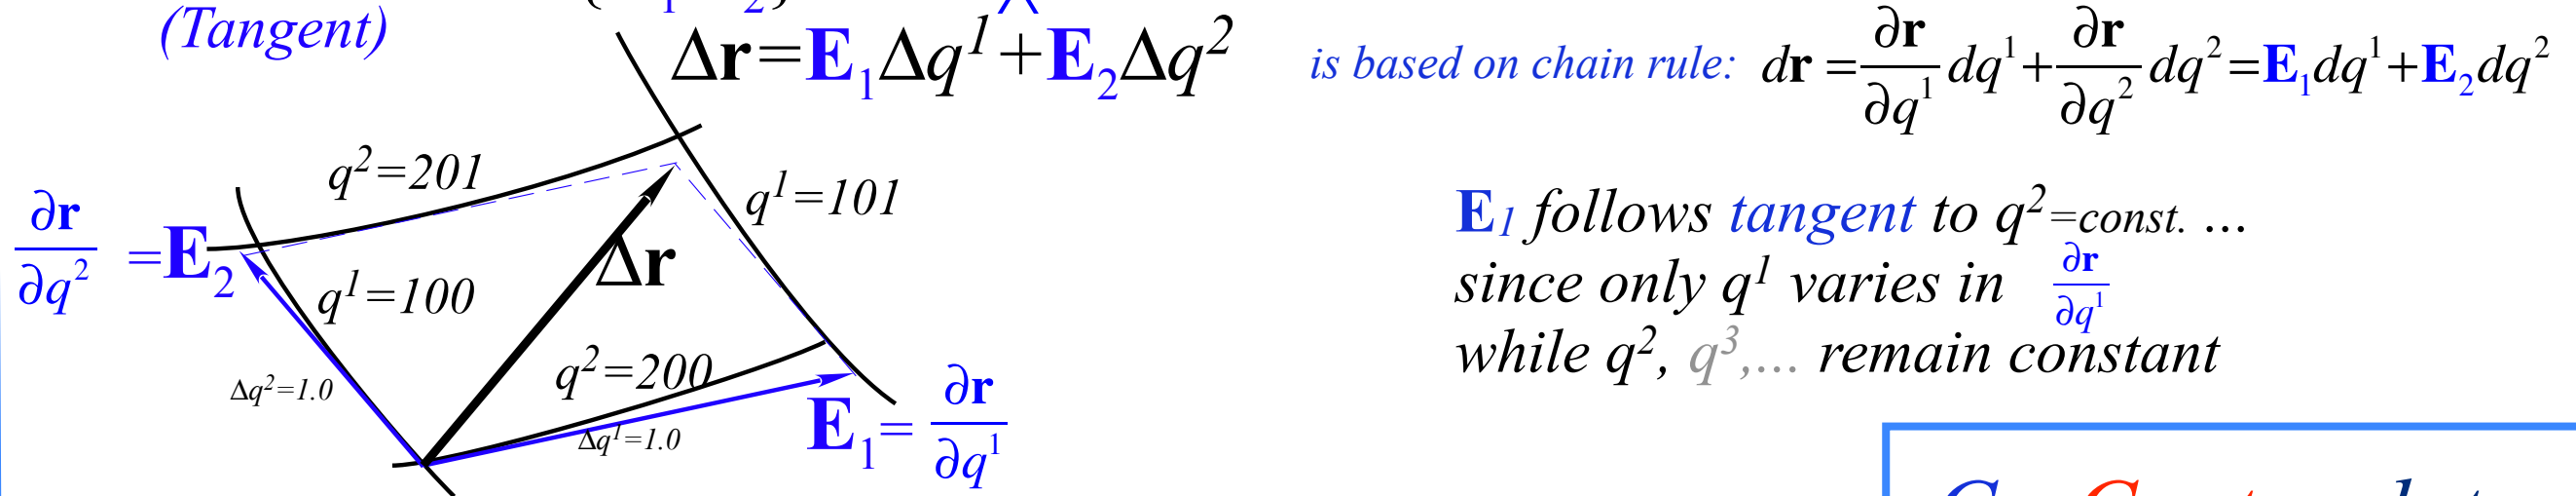 (Tangent)
Δr=E₁Δq¹+E₂Δq²
is based on chain rule: dr = ∂r/∂q¹ dq¹ + ∂r/∂q² dq² = E₁dq¹+E₂dq²
q²=201
q¹=101
∂r/∂q² =E₂
Δr
q¹=100
q²=200
Δq²=1.0
Δq¹=1.0
E₁= ∂r/∂q¹
E₁ follows tangent to q²=const. ...
since only q¹ varies in ∂r/∂q¹
while q², q³,... remain constant